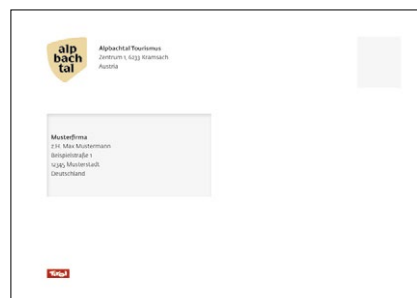 alp
bach
tal
Alpbachtal Tourismus
Zentrum 1, 6233 Kramsach
Austria
Musterfirma
z.H. Max Mustermann
Beispielstraße 1
12345 Musterstadt
Deutschland
Tirol